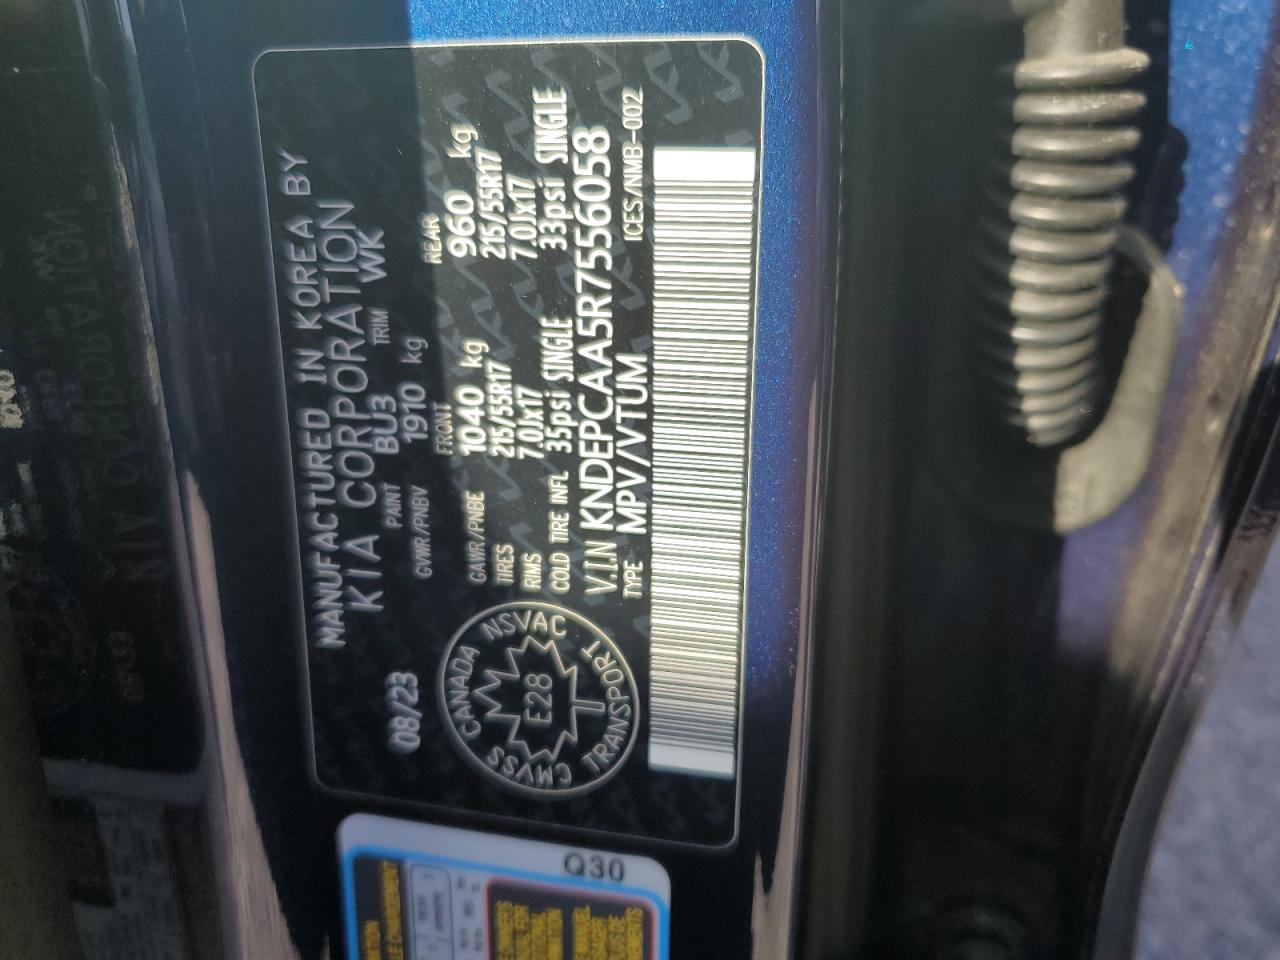 MANUFACTURED IN KOREA BY
KIA CORPORATION
08/23
PAINT BU3 TRIM WK
GVWR/PNBV 1910 kg
FRONT REAR
GAWR/PNBE 1040 kg 960 kg
TIRES 215/55R17 215/55R17
RIMS 7.0Jx17 7.0Jx17
COLD TIRE INFL 35psi SINGLE 33psi SINGLE
V.I.N KNDEPCAA5R7556058
TYPE MPV/VTUM ICES/NMB-002
CANADA NSVAC
E28
CMVSS TRANSPORT
Q30